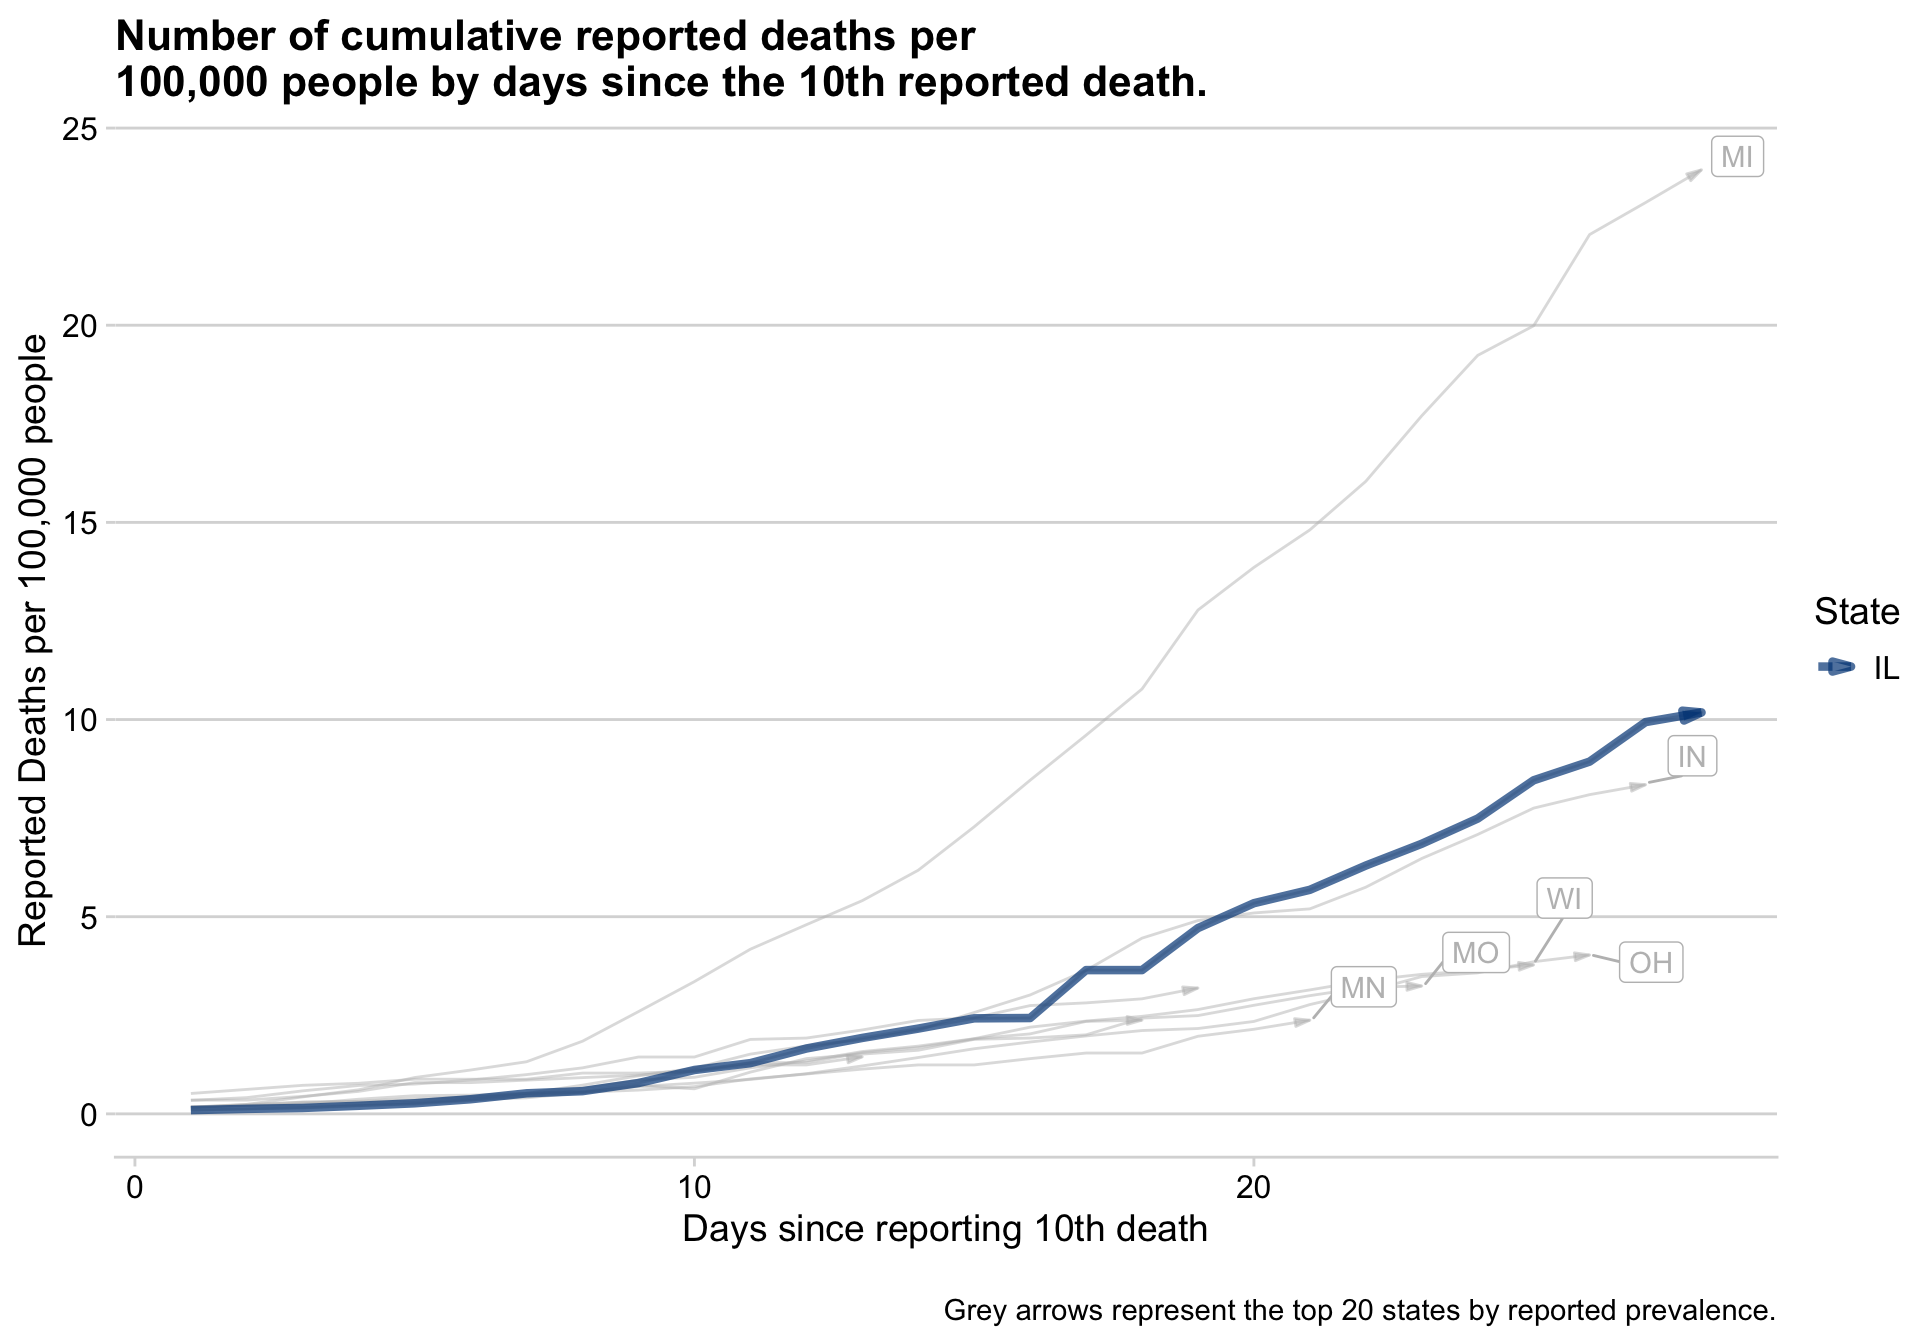 Number of cumulative reported deaths per
100,000 people by days since the 10th reported death.
25
20
15
10
5
0
Reported Deaths per 100,000 people
MI
IN
WI
MO
OH
MN
State
IL
0
10
20
Days since reporting 10th death
Grey arrows represent the top 20 states by reported prevalence.